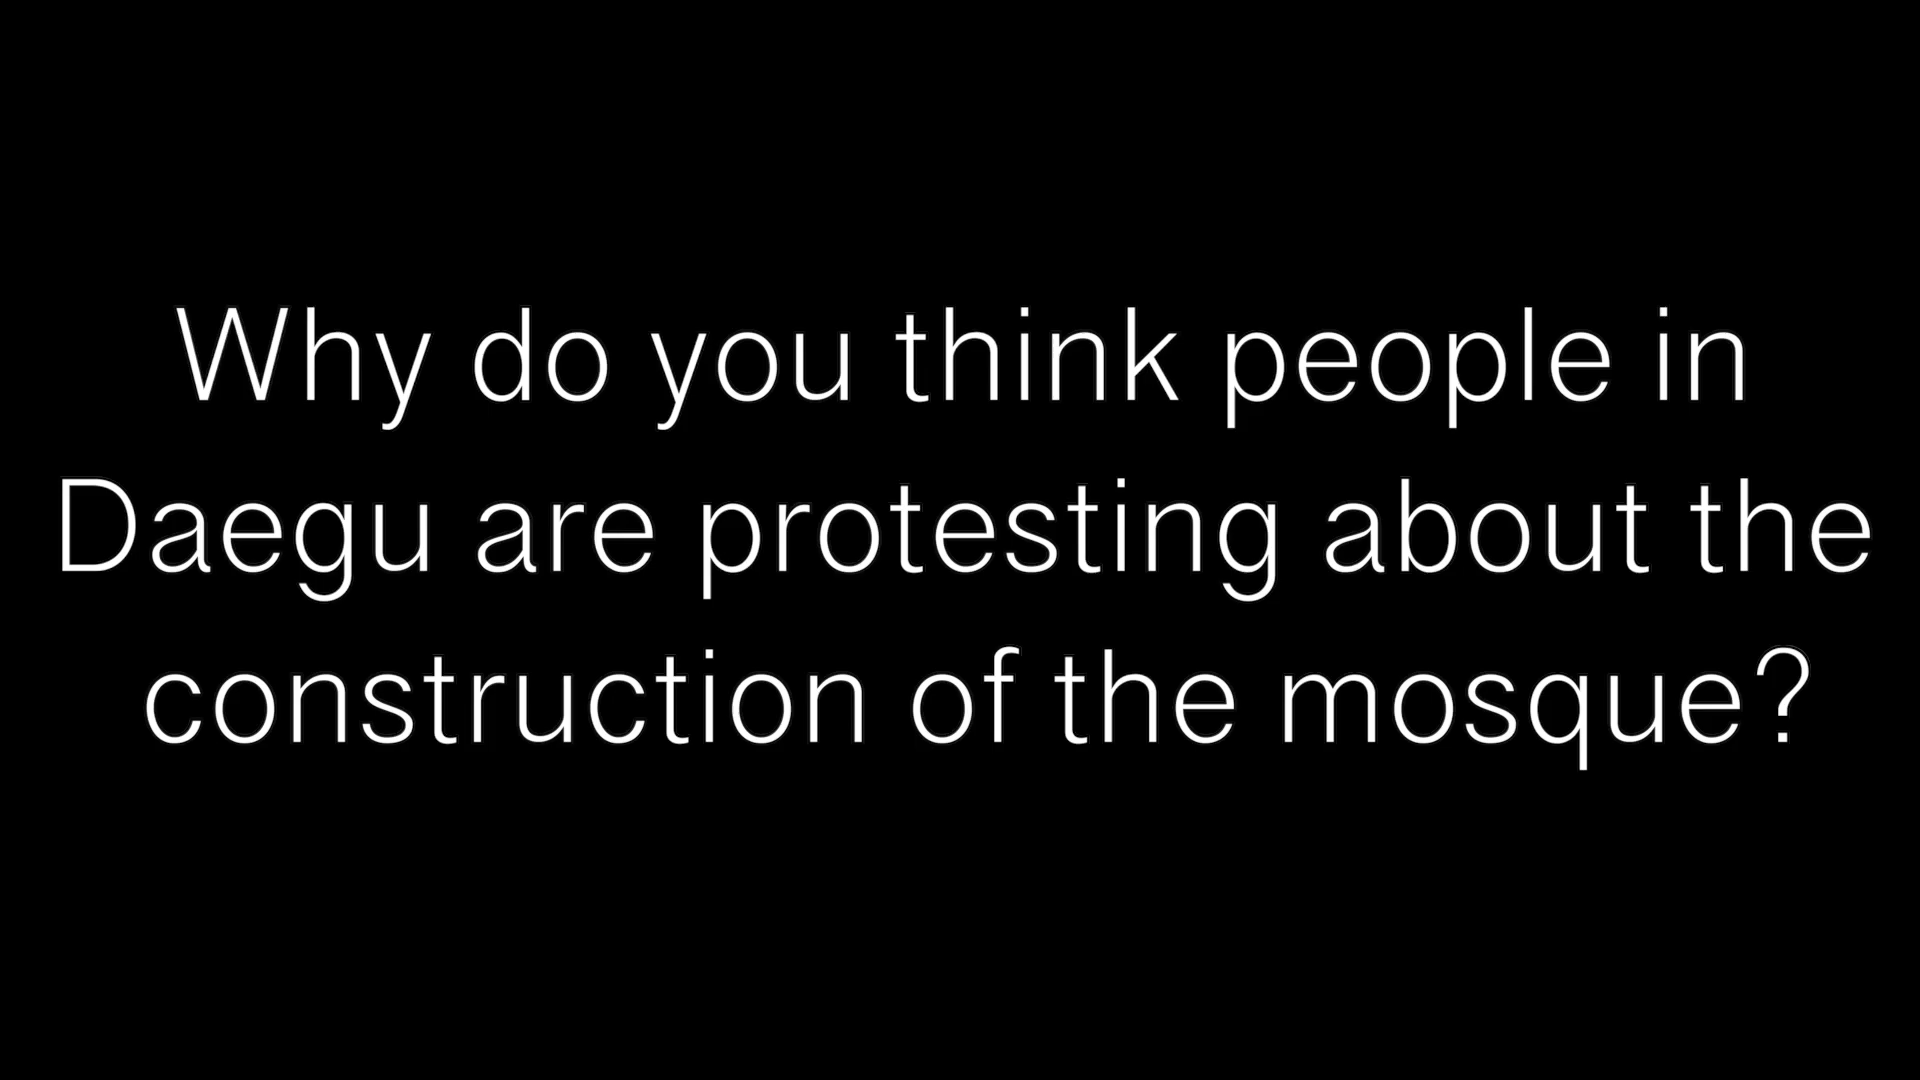 Why do you think people in
Daegu are protesting about the
construction of the mosque?